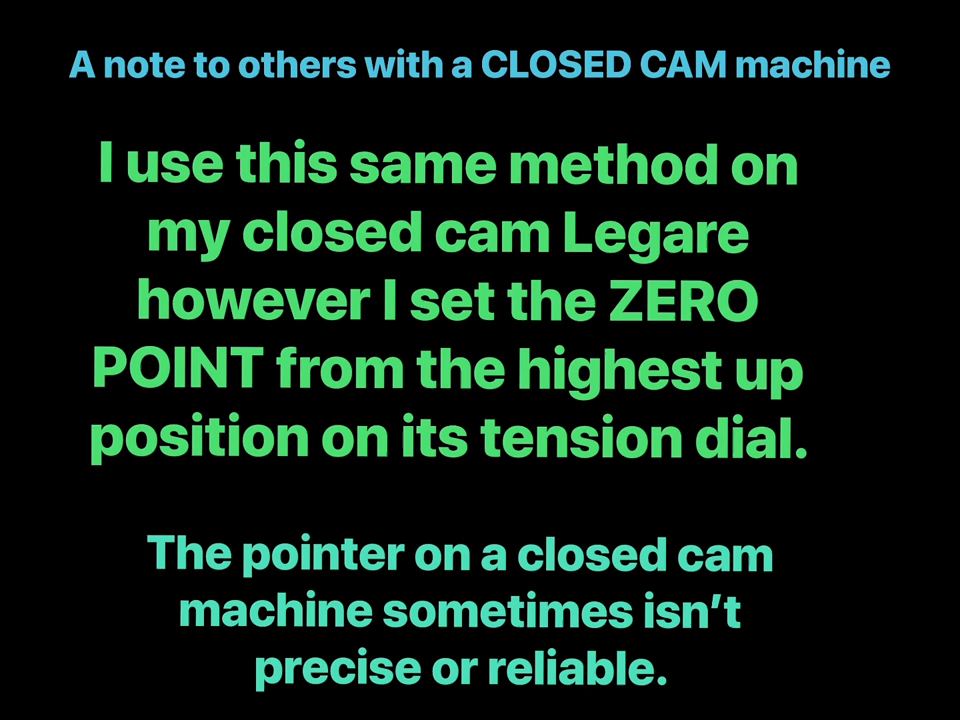 A note to others with a CLOSED CAM machine
I use this same method on
my closed cam Legare
however I set the ZERO
POINT from the highest up
position on its tension dial.
The pointer on a closed cam
machine sometimes isn’t
precise or reliable.